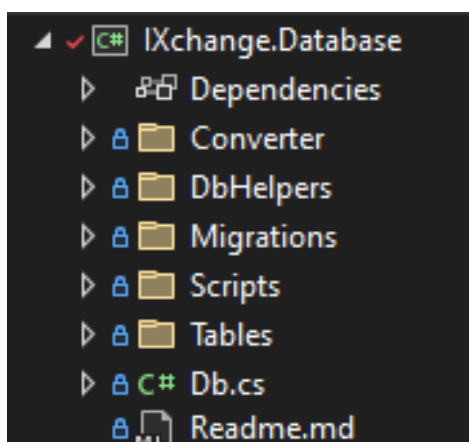 C# IXchange.Database
Dependencies
Converter
DbHelpers
Migrations
Scripts
Tables
C# Db.cs
Readme.md